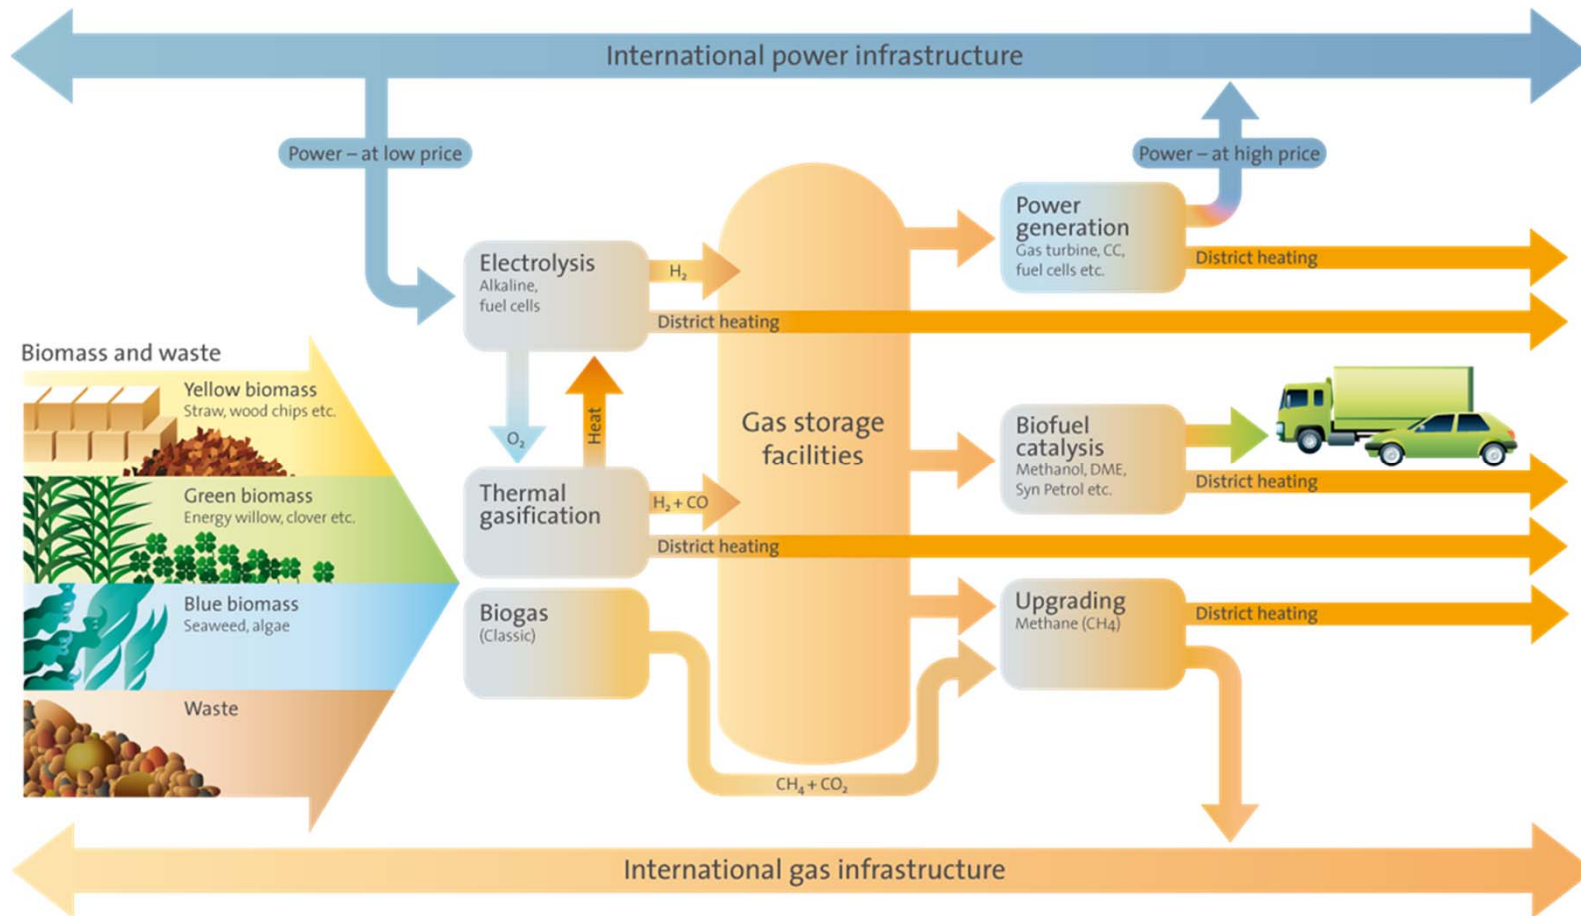 International power infrastructure
Power – at low price
Power – at high price
Electrolysis
Alkaline,
fuel cells
H₂
District heating
Power
generation
Gas turbine, CC,
fuel cells etc.
District heating
Biomass and waste
Yellow biomass
Straw, wood chips etc.
Green biomass
Energy willow, clover etc.
Blue biomass
Seaweed, algae
Waste
O₂
Heat
Gas storage
facilities
Thermal
gasification
H₂ + CO
District heating
Biofuel
catalysis
Methanol, DME,
Syn Petrol etc.
District heating
Biogas
(Classic)
CH₄ + CO₂
Upgrading
Methane (CH4)
District heating
International gas infrastructure